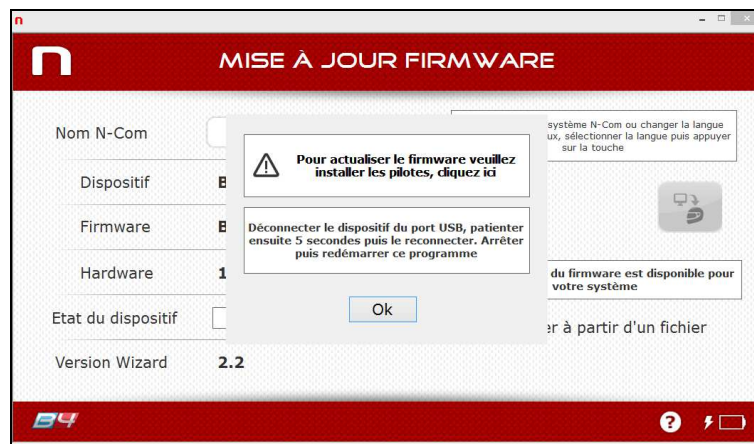 n
n MISE À JOUR FIRMWARE
Nom N-Com
système N-Com ou changer la langue
sélectionner la langue puis appuyer
sur la touche
Pour actualiser le firmware veuillez
installer les pilotes, cliquez ici
Dispositif B
Firmware B
Déconnecter le dispositif du port USB, patienter
ensuite 5 secondes puis le reconnecter. Arrêter
puis redémarrer ce programme
Hardware 1
du firmware est disponible pour
votre système
Ok
Etat du dispositif
à partir d'un fichier
Version Wizard 2.2
B4
?